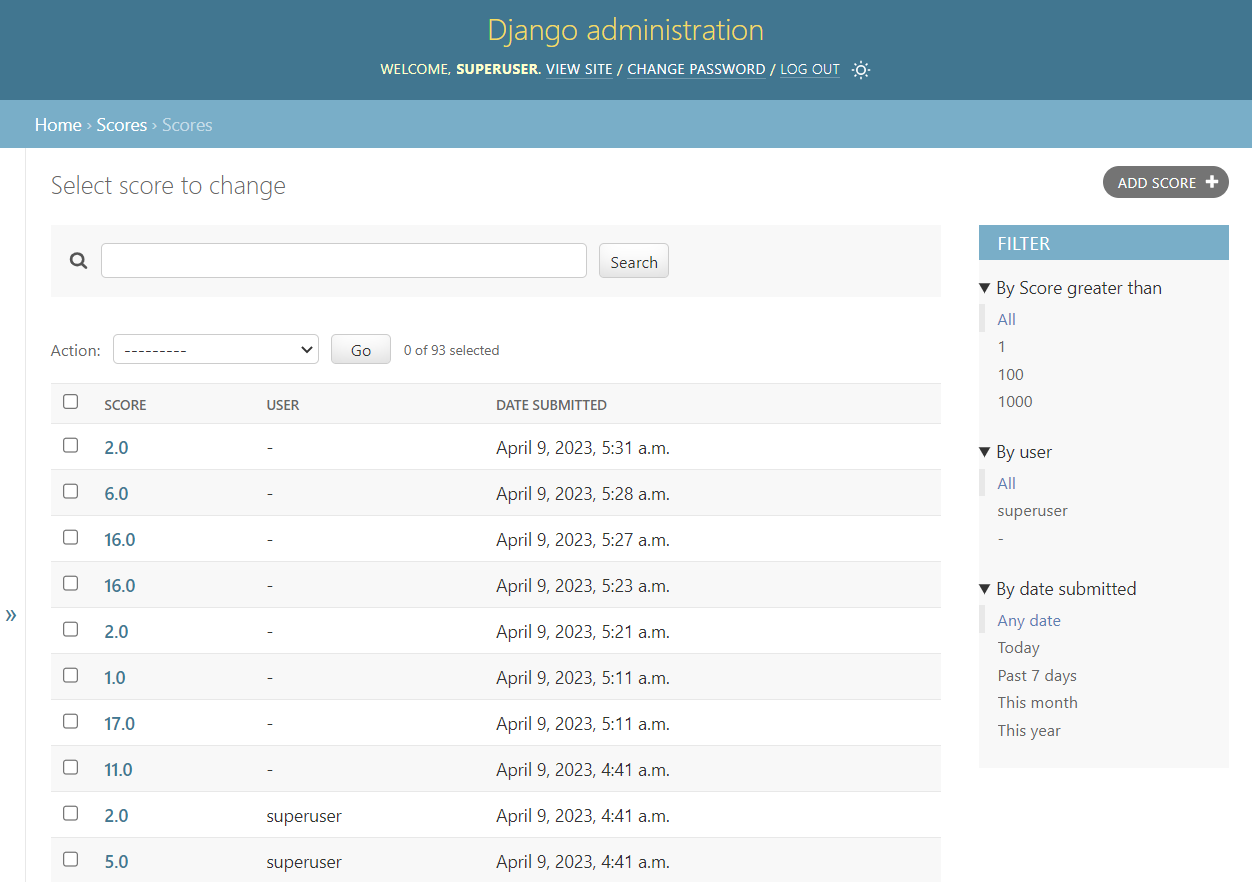 Django administration
WELCOME, SUPERUSER. VIEW SITE / CHANGE PASSWORD / LOG OUT
Home › Scores › Scores
Select score to change
ADD SCORE +
Search
Action: --------- Go 0 of 93 selected
SCORE USER DATE SUBMITTED
2.0 - April 9, 2023, 5:31 a.m.
6.0 - April 9, 2023, 5:28 a.m.
16.0 - April 9, 2023, 5:27 a.m.
16.0 - April 9, 2023, 5:23 a.m.
2.0 - April 9, 2023, 5:21 a.m.
1.0 - April 9, 2023, 5:11 a.m.
17.0 - April 9, 2023, 5:11 a.m.
11.0 - April 9, 2023, 4:41 a.m.
2.0 superuser April 9, 2023, 4:41 a.m.
5.0 superuser April 9, 2023, 4:41 a.m.
FILTER
By Score greater than
All
1
100
1000
By user
All
superuser
-
By date submitted
Any date
Today
Past 7 days
This month
This year
»